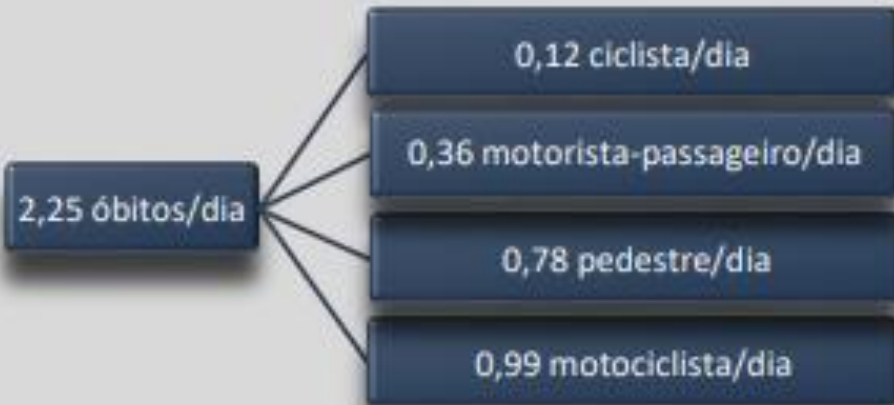 2,25 óbitos/dia
0,12 ciclista/dia
0,36 motorista-passageiro/dia
0,78 pedestre/dia
0,99 motociclista/dia